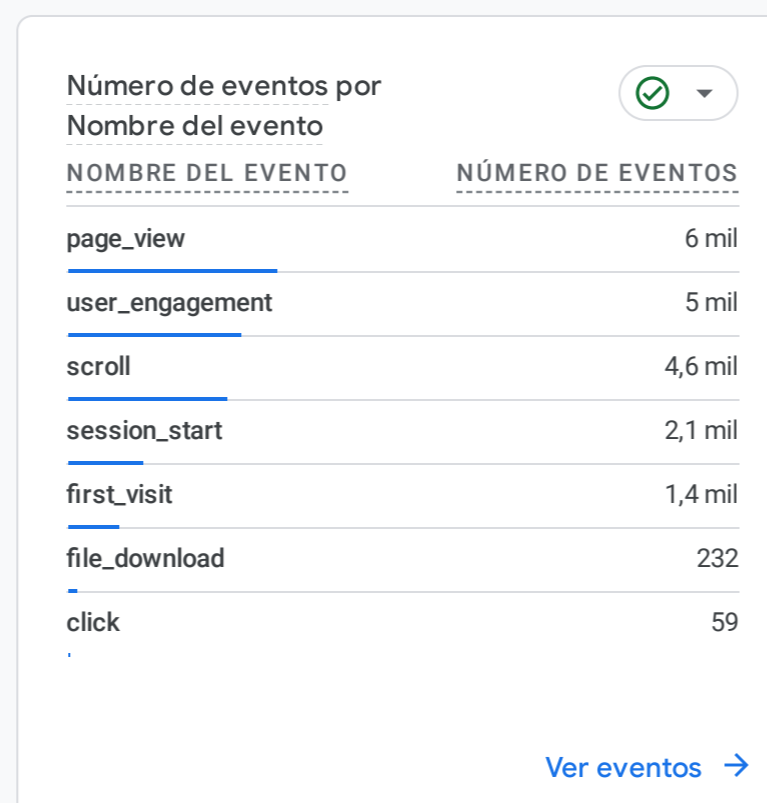 Número de eventos por
Nombre del evento
NOMBRE DEL EVENTO NÚMERO DE EVENTOS
page_view 6 mil
user_engagement 5 mil
scroll 4,6 mil
session_start 2,1 mil
first_visit 1,4 mil
file_download 232
click 59
Ver eventos